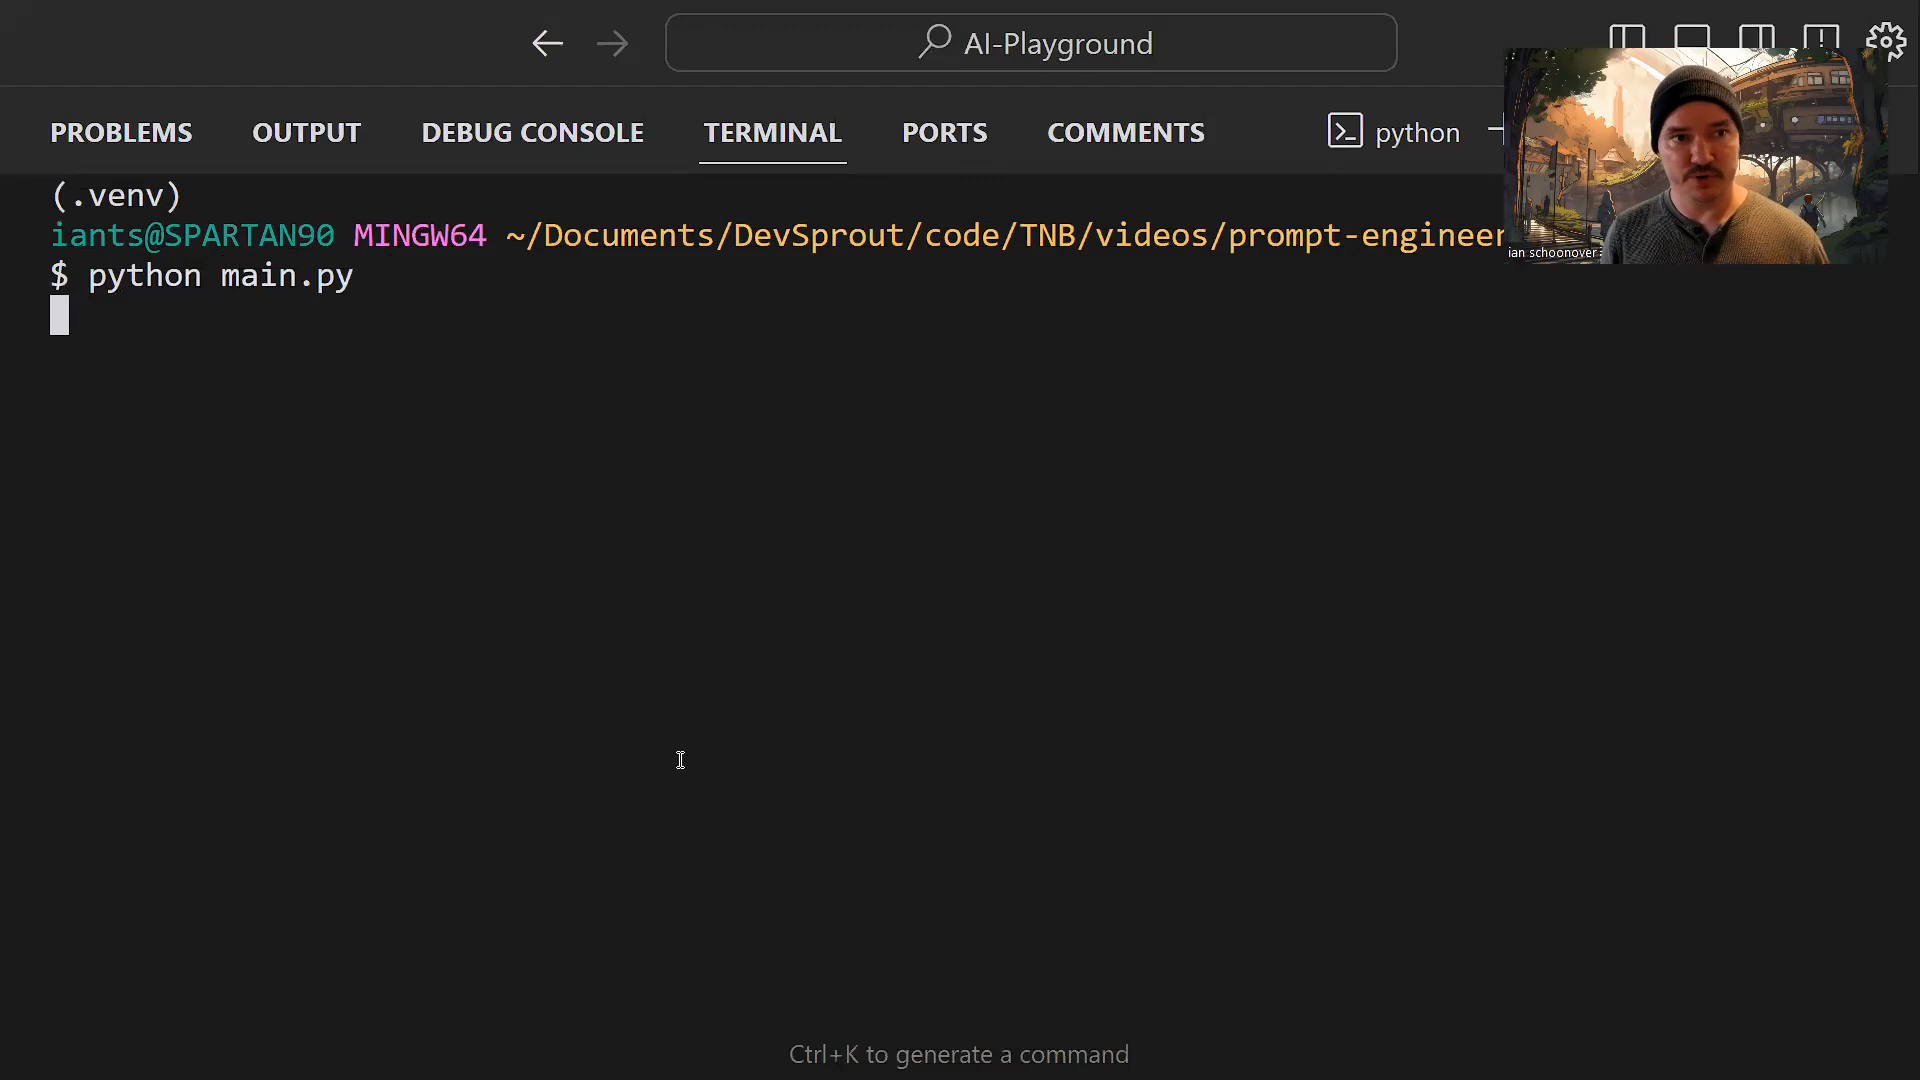 AI-Playground
PROBLEMS OUTPUT DEBUG CONSOLE TERMINAL PORTS COMMENTS python
(.venv)
iants@SPARTAN90 MINGW64 ~/Documents/DevSprout/code/TNB/videos/prompt-engineer
$ python main.py
ian schoonover
Ctrl+K to generate a command